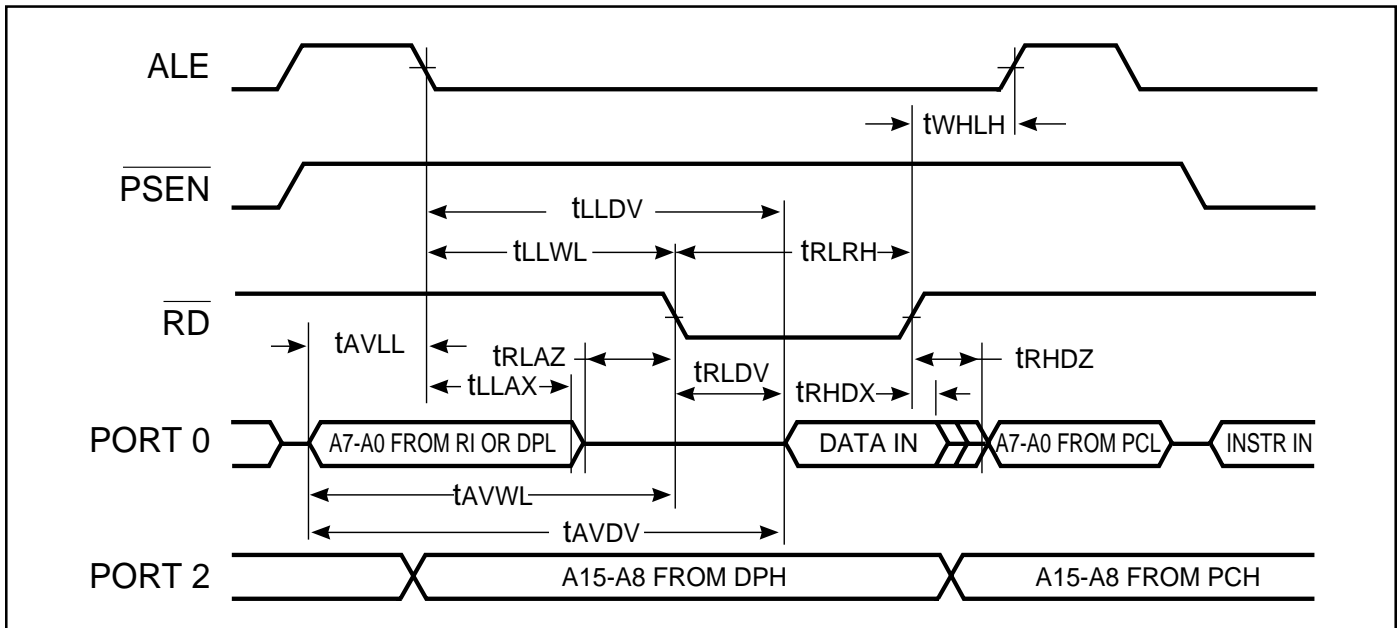 ALE
tWHLH
PSEN
tLLDV
tLLWL
tRLRH
RD
tAVLL
tRLAZ
tRHDZ
tLLAX
tRLDV
tRHDX
PORT 0
A7-A0 FROM RI OR DPL
DATA IN
A7-A0 FROM PCL
INSTR IN
tAVWL
tAVDV
PORT 2
A15-A8 FROM DPH
A15-A8 FROM PCH